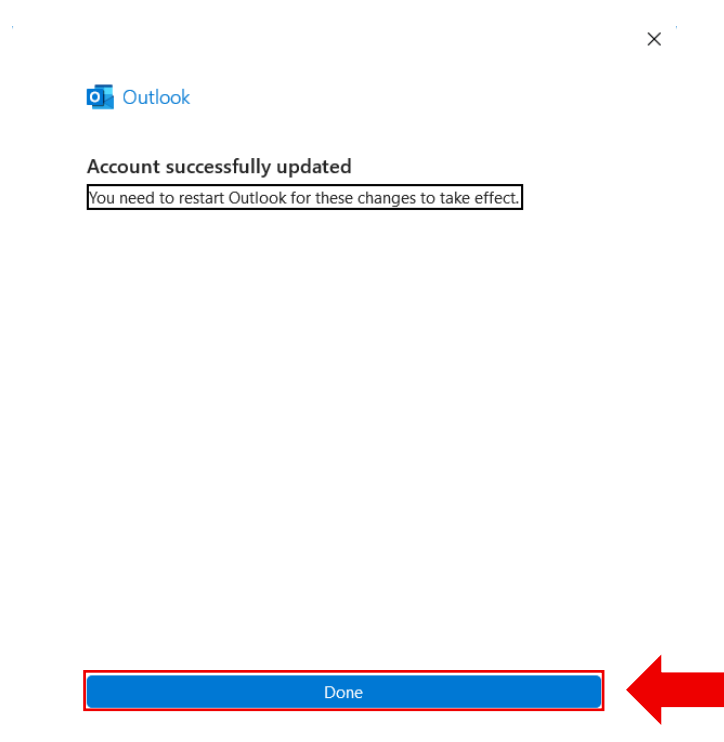 Outlook
Account successfully updated
You need to restart Outlook for these changes to take effect.
Done